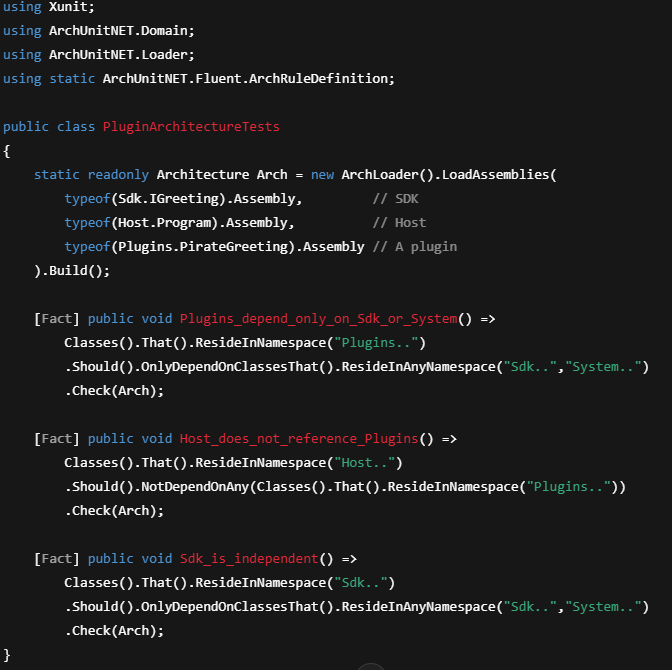 using Xunit;
using ArchUnitNET.Domain;
using ArchUnitNET.Loader;
using static ArchUnitNET.Fluent.ArchRuleDefinition;

public class PluginArchitectureTests
{
    static readonly Architecture Arch = new ArchLoader().LoadAssemblies(
        typeof(Sdk.IGreeting).Assembly,         // SDK
        typeof(Host.Program).Assembly,          // Host
        typeof(Plugins.PirateGreeting).Assembly // A plugin
    ).Build();

    [Fact] public void Plugins_depend_only_on_Sdk_or_System() =>
        Classes().That().ResideInNamespace("Plugins..")
        .Should().OnlyDependOnClassesThat().ResideInAnyNamespace("Sdk..","System..")
        .Check(Arch);

    [Fact] public void Host_does_not_reference_Plugins() =>
        Classes().That().ResideInNamespace("Host..")
        .Should().NotDependOnAny(Classes().That().ResideInNamespace("Plugins.."))
        .Check(Arch);

    [Fact] public void Sdk_is_independent() =>
        Classes().That().ResideInNamespace("Sdk..")
        .Should().OnlyDependOnClassesThat().ResideInAnyNamespace("Sdk..","System..")
        .Check(Arch);
}